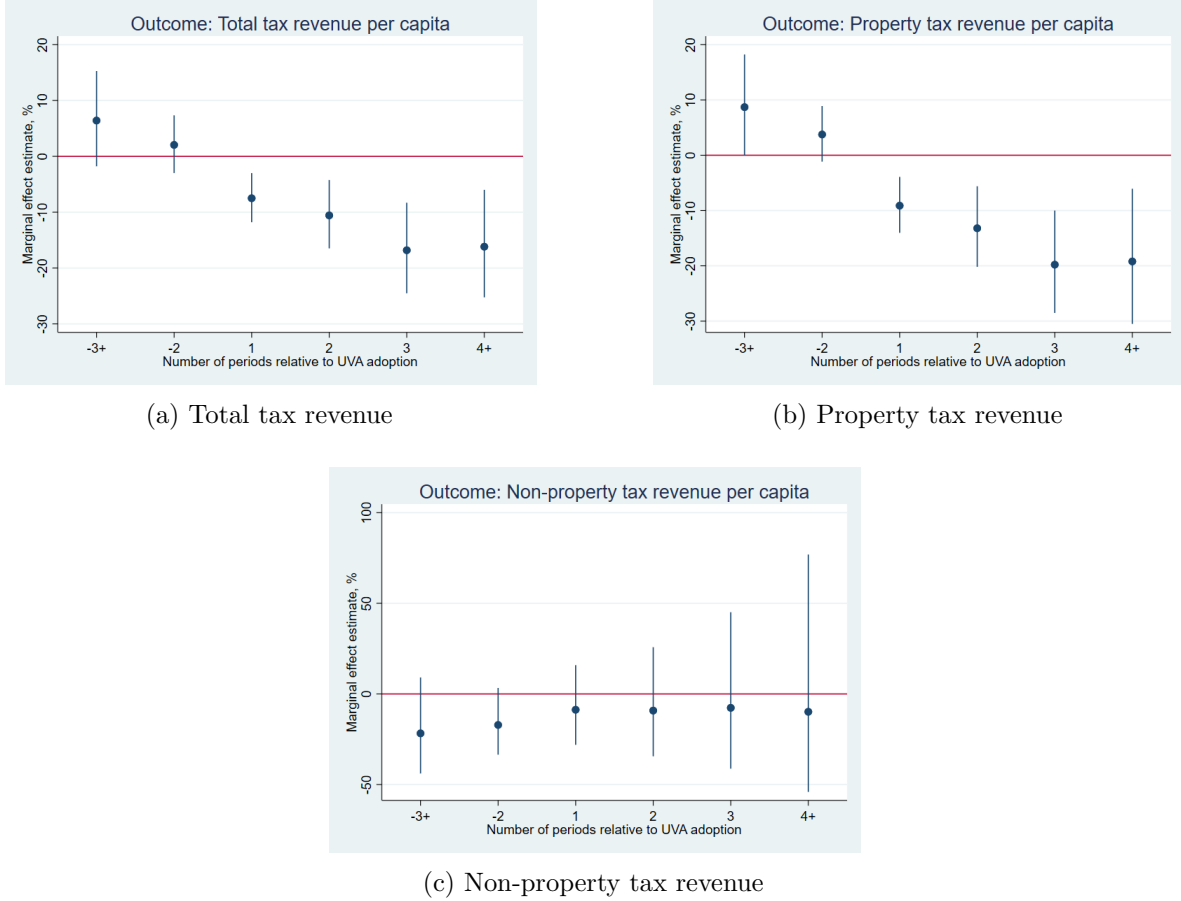 Outcome: Total tax revenue per capita
Marginal effect estimate, %
20
10
0
-10
-20
-30
-3+ -2 1 2 3 4+
Number of periods relative to UVA adoption
(a) Total tax revenue
Outcome: Property tax revenue per capita
Marginal effect estimate, %
20
10
0
-10
-20
-30
-3+ -2 1 2 3 4+
Number of periods relative to UVA adoption
(b) Property tax revenue
Outcome: Non-property tax revenue per capita
Marginal effect estimate, %
100
50
0
-50
-3+ -2 1 2 3 4+
Number of periods relative to UVA adoption
(c) Non-property tax revenue